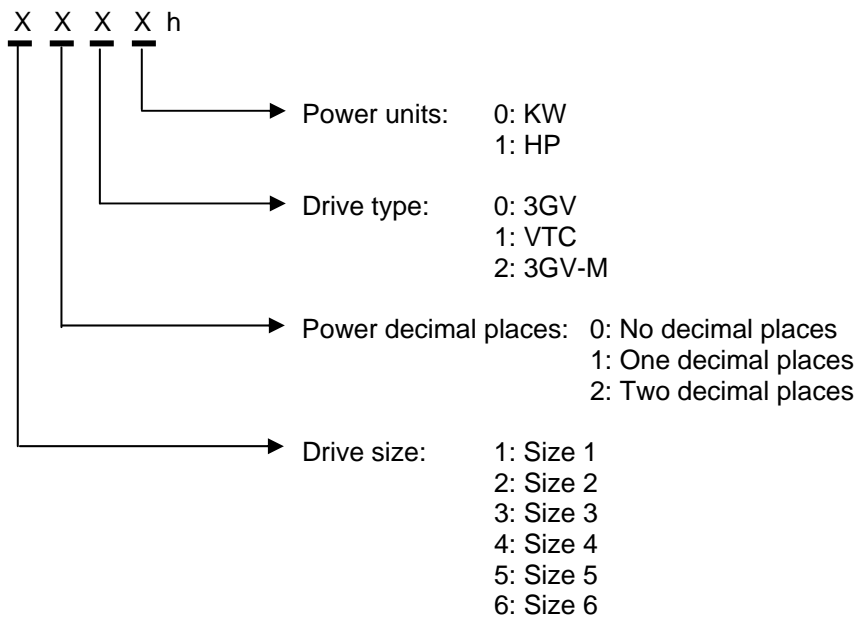 X X X X h
Power units: 0: KW
1: HP
Drive type: 0: 3GV
1: VTC
2: 3GV-M
Power decimal places: 0: No decimal places
1: One decimal places
2: Two decimal places
Drive size: 1: Size 1
2: Size 2
3: Size 3
4: Size 4
5: Size 5
6: Size 6